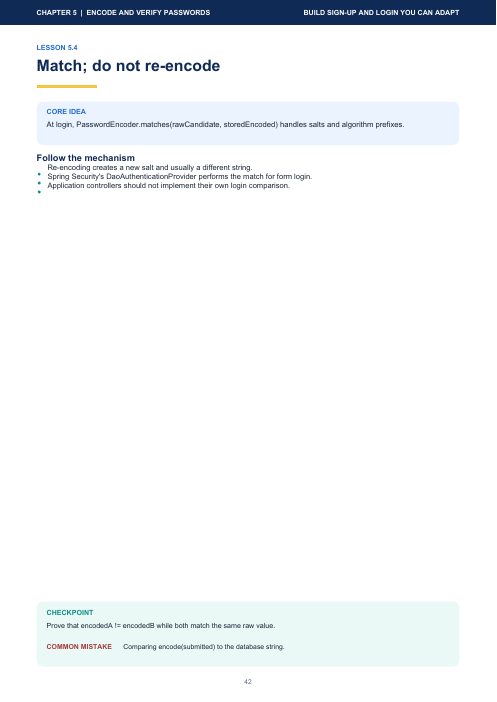 CHAPTER 5 | ENCODE AND VERIFY PASSWORDS
BUILD SIGN-UP AND LOGIN YOU CAN ADAPT
LESSON 5.4
Match; do not re-encode
CORE IDEA
At login, PasswordEncoder.matches(rawCandidate, storedEncoded) handles salts and algorithm prefixes.
Follow the mechanism
Re-encoding creates a new salt and usually a different string.
Spring Security's DaoAuthenticationProvider performs the match for form login.
Application controllers should not implement their own login comparison.
CHECKPOINT
Prove that encodedA != encodedB while both match the same raw value.
COMMON MISTAKE Comparing encode(submitted) to the database string.
42